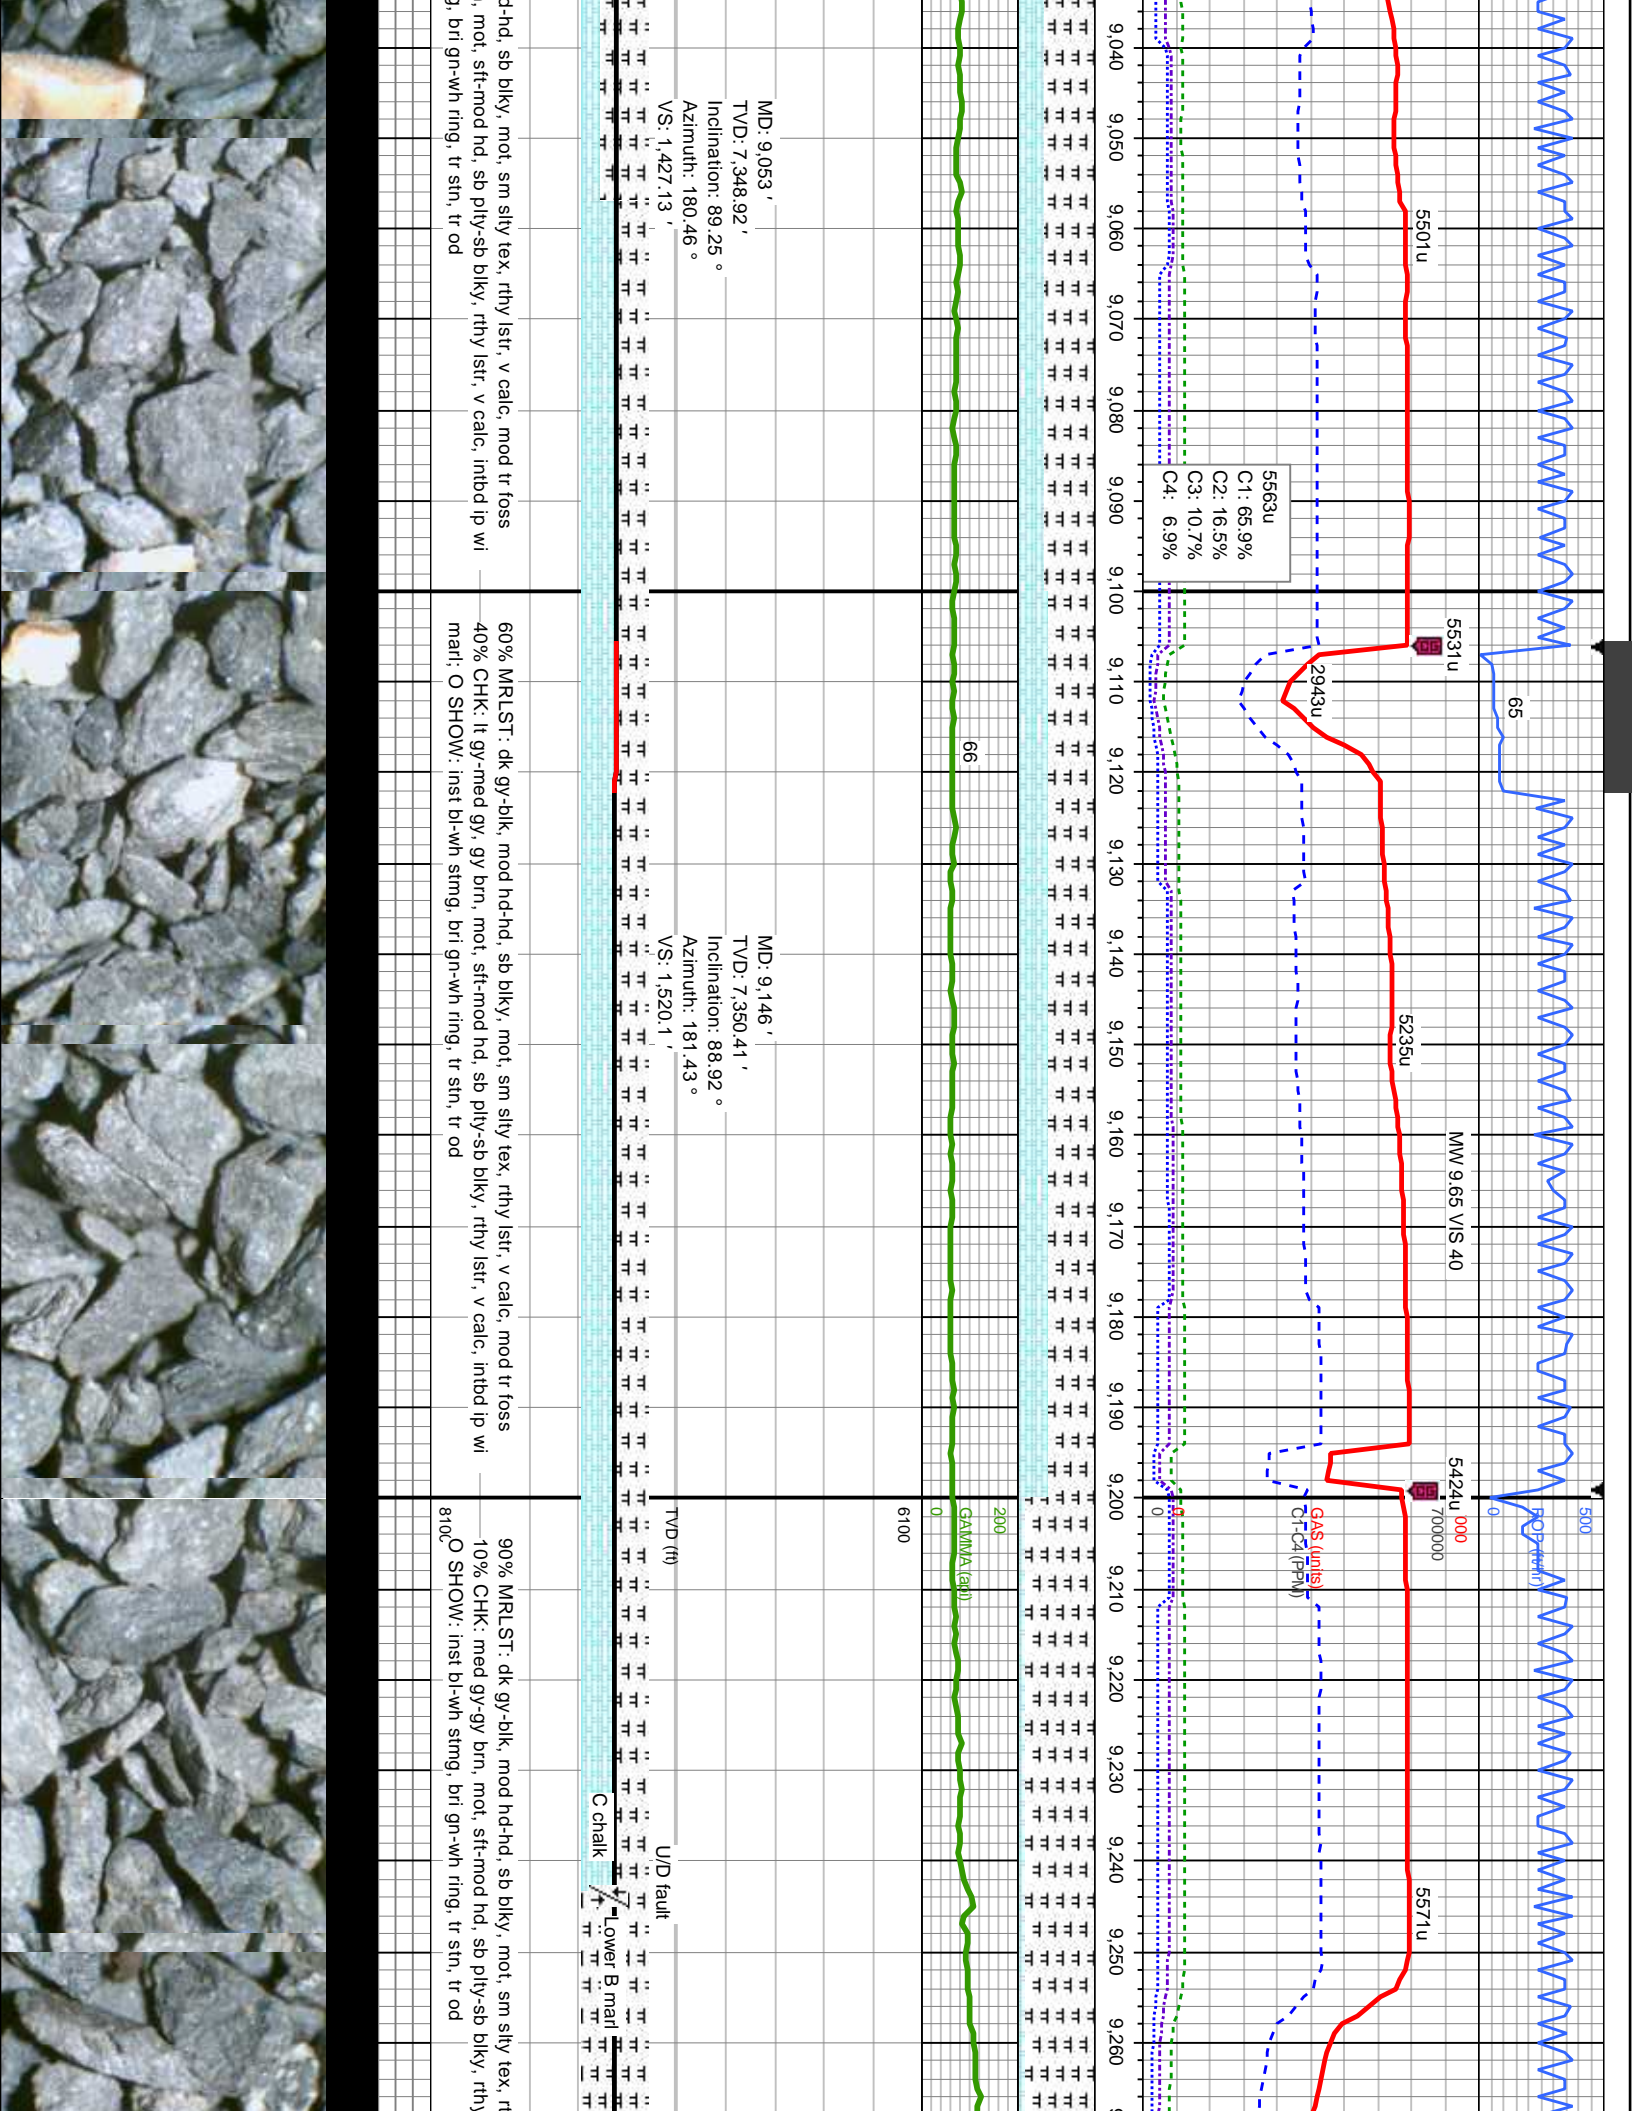 500
ROP (ft/hr)
0
65
5501u
5531u
MW 9.65 VIS 40
5424u
000
700000
5235u
5571u
2943u
GAS (units)
C1-C4 (PPM)
0
0
5563u
C1: 65.9%
C2: 16.5%
C3: 10.7%
C4: 6.9%
9,040
9,050
9,060
9,070
9,080
9,090
9,100
9,110
9,120
9,130
9,140
9,150
9,160
9,170
9,180
9,190
9,200
9,210
9,220
9,230
9,240
9,250
9,260
9
66
200
GAMMA (api)
0
6100
TVD (ft)
8100
MD: 9,053 '
TVD: 7,348.92 '
Inclination: 89.25 °
Azimuth: 180.46 °
VS: 1,427.13 '
MD: 9,146 '
TVD: 7,350.41 '
Inclination: 88.92 °
Azimuth: 181.43 °
VS: 1,520.1 '
U/D fault
C chalk
Lower B marl
d-hd, sb blky, mot, sm slty tex, rthy lstr, v calc, mod tr foss
, mot, sft-mod hd, sb plty-sb blky, rthy lstr, v calc, intbd ip wi
g, bri gn-wh ring, tr stn, tr od
60% MRLST: dk gy-blk, mod hd-hd, sb blky, mot, sm slty tex, rthy lstr, v calc, mod tr foss
40% CHK: lt gy-med gy, gy brn, mot, sft-mod hd, sb plty-sb blky, rthy lstr, v calc, intbd ip wi
marl; O SHOW: inst bl-wh stmg, bri gn-wh ring, tr stn, tr od
90% MRLST: dk gy-blk, mod hd-hd, sb blky, mot, sm slty tex, rt
10% CHK: med gy-gy brn, mot, sft-mod hd, sb plty-sb blky, rthy
O SHOW: inst bl-wh stmg, bri gn-wh ring, tr stn, tr od